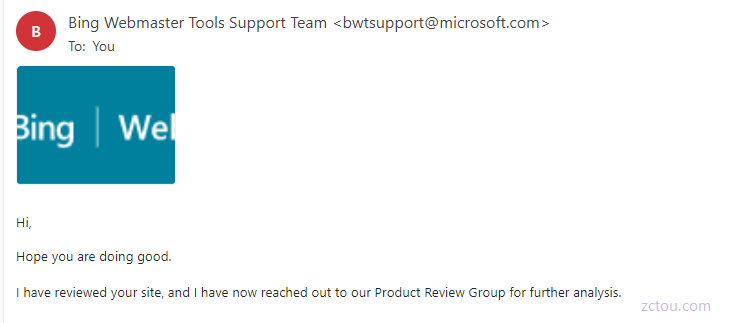 B
Bing Webmaster Tools Support Team <bwtsupport@microsoft.com>
To: You
Bing | Wel
Hi,
Hope you are doing good.
I have reviewed your site, and I have now reached out to our Product Review Group for further analysis.
zctou.com